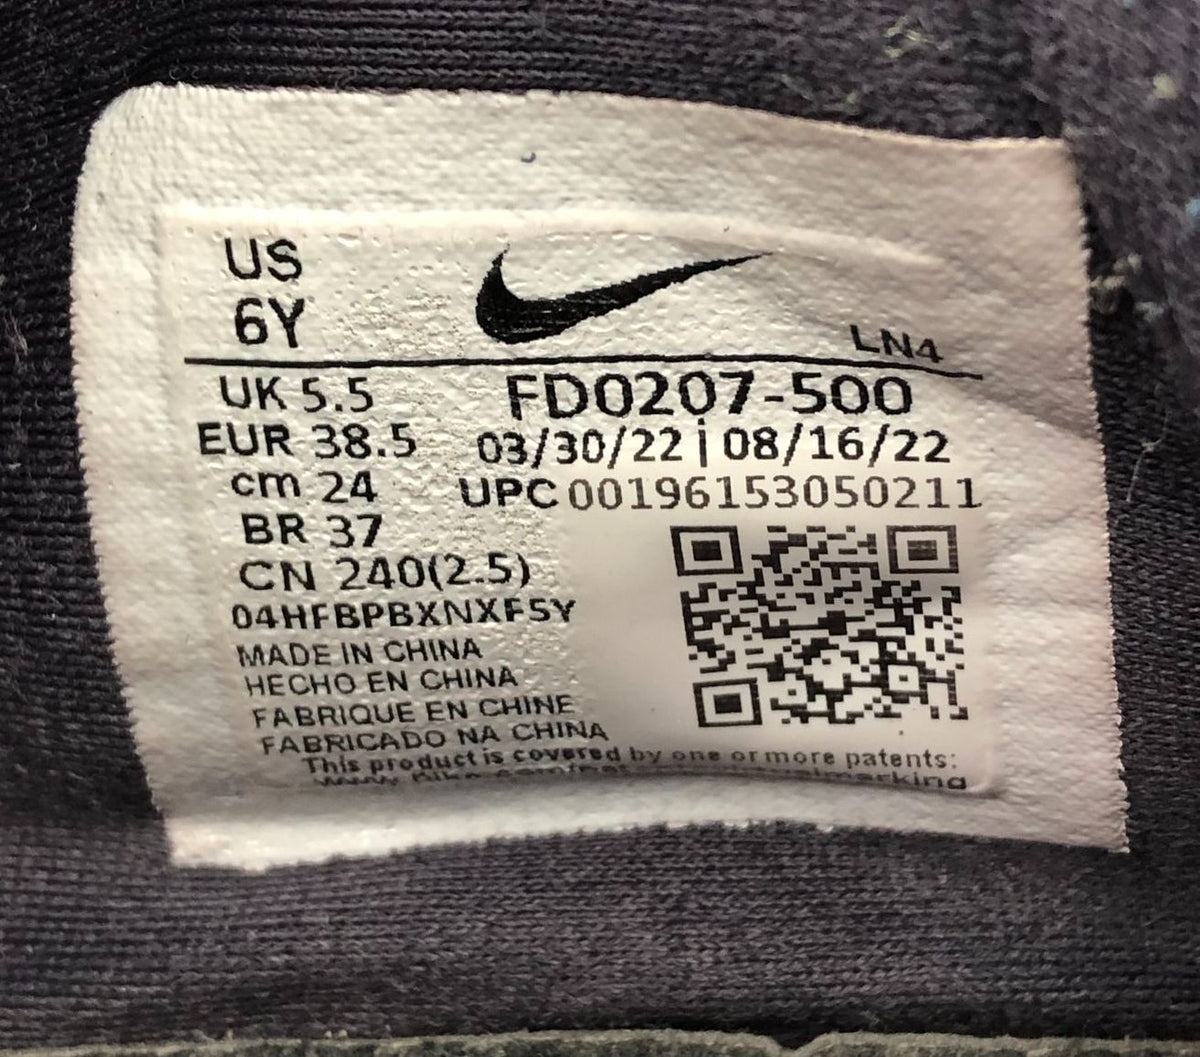 US
6Y
LN4
UK 5.5
FD0207-500
EUR 38.5
03/30/22 | 08/16/22
cm 24
UPC 00196153050211
BR 37
CN 240(2.5)
04HFBPBXNXF5Y
MADE IN CHINA
HECHO EN CHINA
FABRIQUE EN CHINE
FABRICADO NA CHINA
This product is covered by one or more patents: